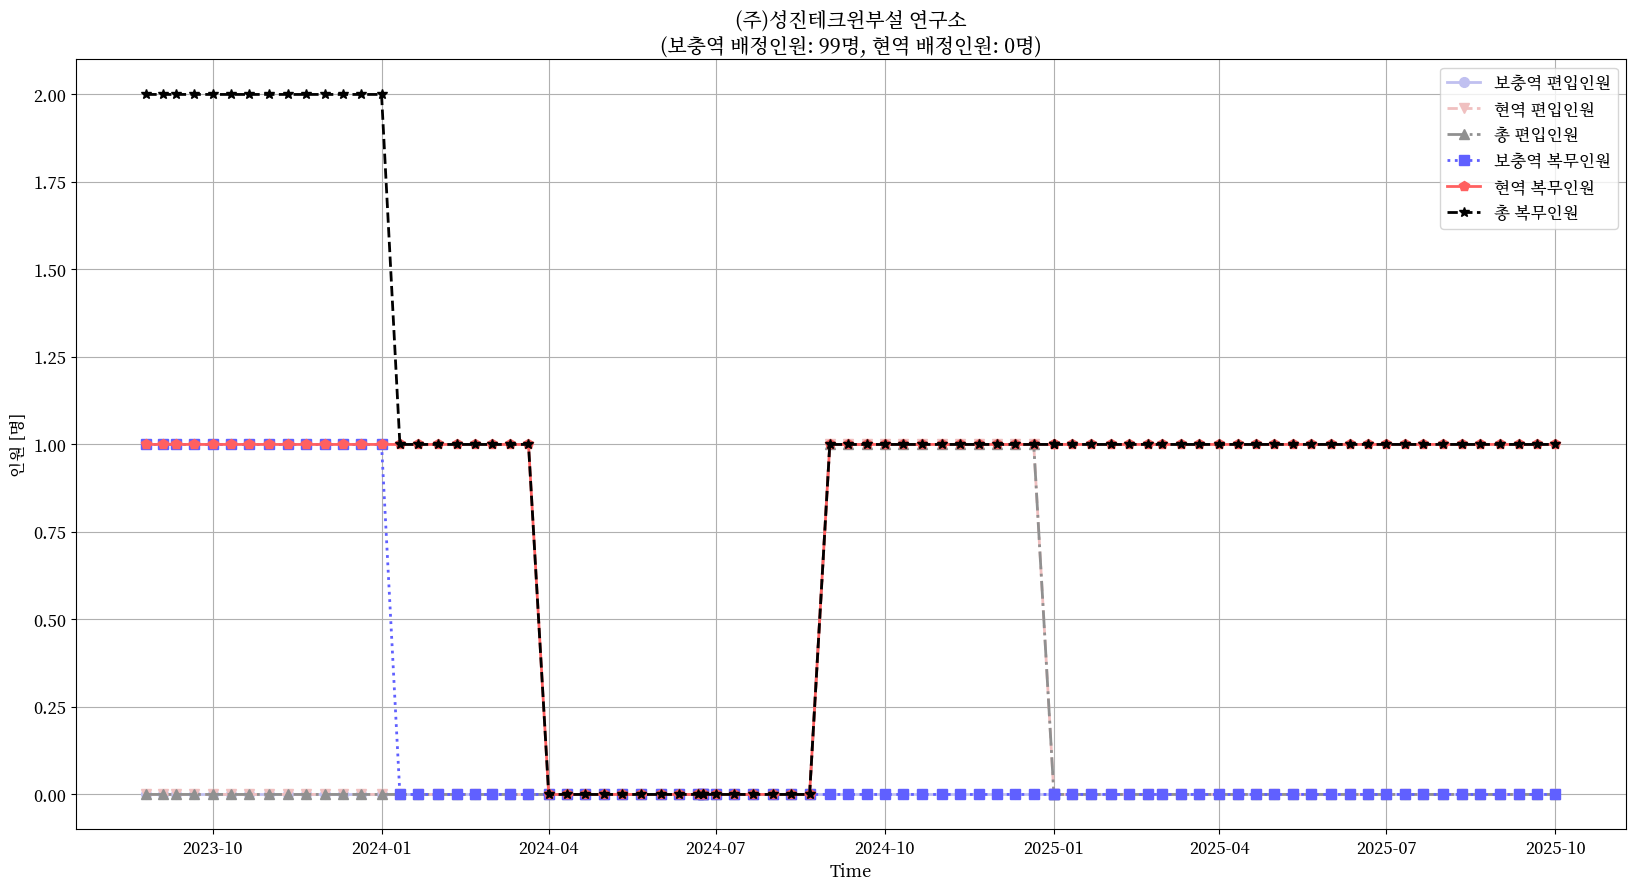 (주)성진테크윈부설 연구소
(보충역 배정인원: 99명, 현역 배정인원: 0명)
보충역 편입인원
현역 편입인원
총 편입인원
보충역 복무인원
현역 복무인원
총 복무인원
인원 [명]
2.00
1.75
1.50
1.25
1.00
0.75
0.50
0.25
0.00
2023-10
2024-01
2024-04
2024-07
2024-10
2025-01
2025-04
2025-07
2025-10
Time